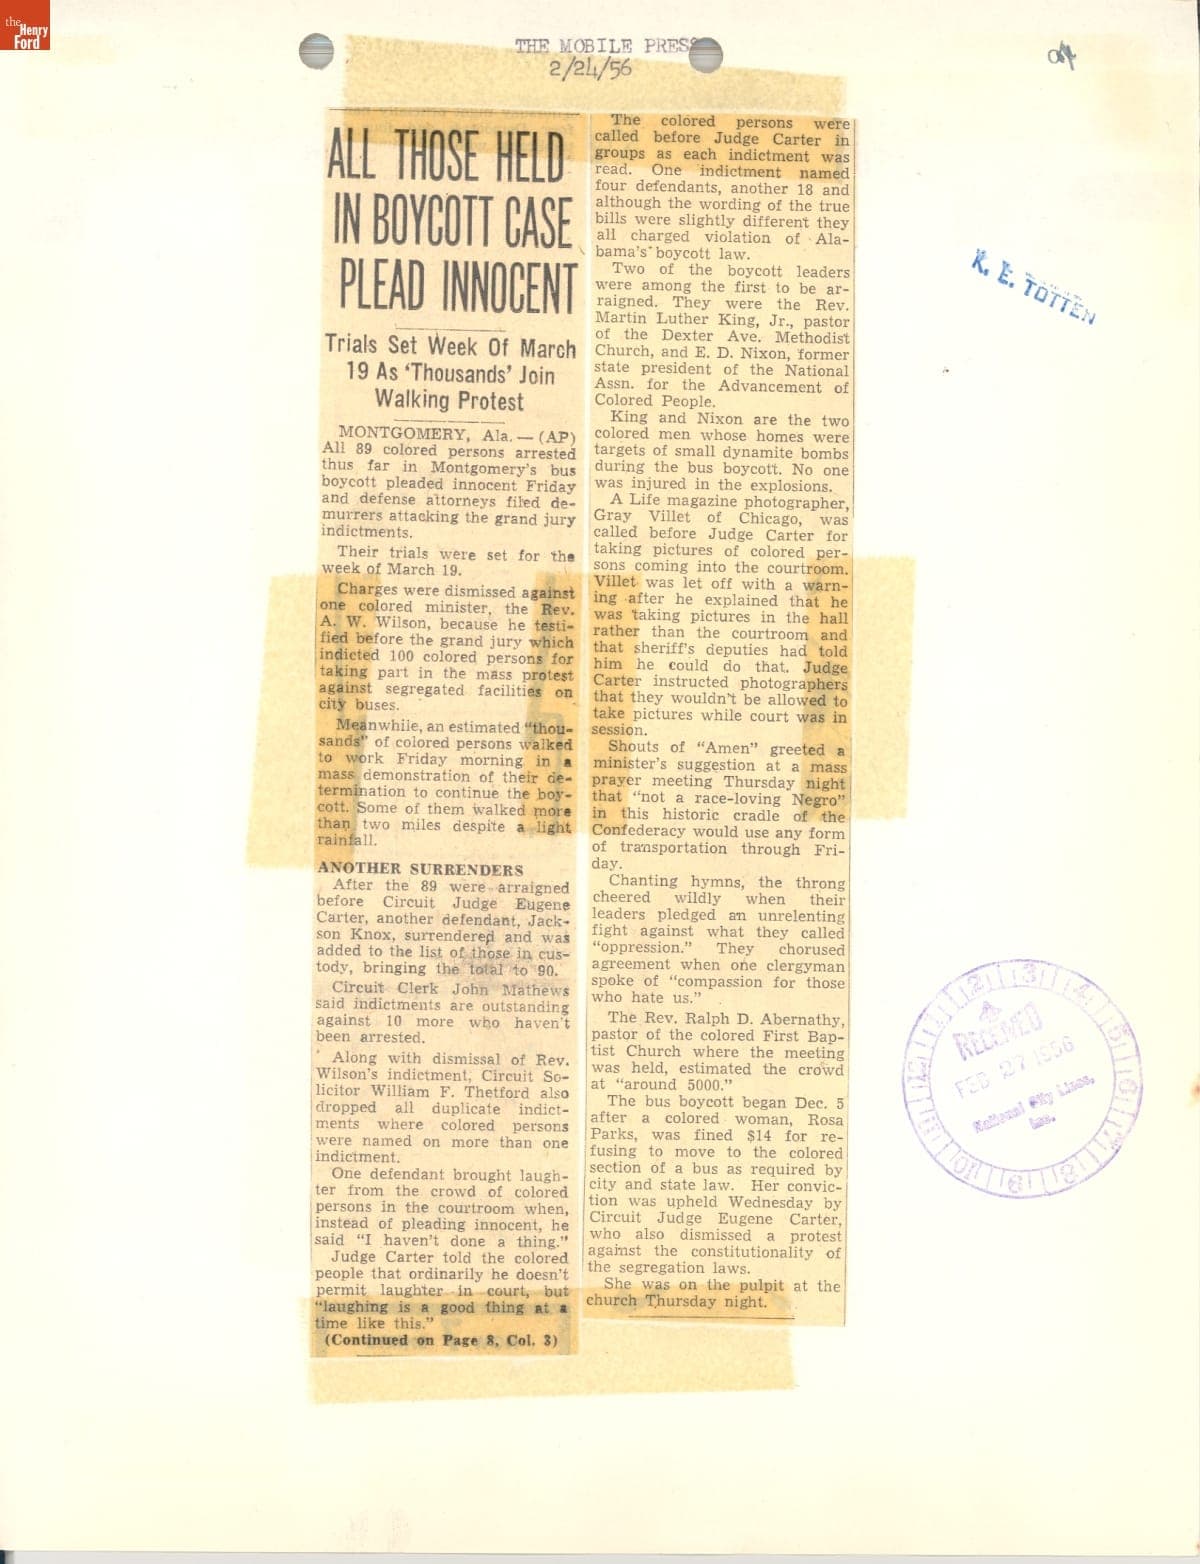 the
Henry
Ford
THE MOBILE PRESS
2/24/56
ALL THOSE HELD
IN BOYCOTT CASE
PLEAD INNOCENT
Trials Set Week Of March
19 As 'Thousands' Join
Walking Protest
MONTGOMERY, Ala. — (AP)
All 89 colored persons arrested
thus far in Montgomery's bus
boycott pleaded innocent Friday
and defense attorneys filed de-
murrers attacking the grand jury
indictments.
Their trials were set for the
week of March 19.
Charges were dismissed against
one colored minister, the Rev.
A. W. Wilson, because he testi-
fied before the grand jury which
indicted 100 colored persons for
taking part in the mass protest
against segregated facilities on
city buses.
Meanwhile, an estimated "thou-
sands" of colored persons walked
to work Friday morning in a
mass demonstration of their de-
termination to continue the boy-
cott. Some of them walked more
than two miles despite a light
rainfall.
ANOTHER SURRENDERS
After the 89 were arraigned
before Circuit Judge Eugene
Carter, another defendant, Jack-
son Knox, surrendered and was
added to the list of those in cus-
tody, bringing the total to 90.
Circuit Clerk John Mathews
said indictments are outstanding
against 10 more who haven't
been arrested.
Along with dismissal of Rev.
Wilson's indictment, Circuit So-
licitor William F. Thetford also
dropped all duplicate indict-
ments where colored persons
were named on more than one
indictment.
One defendant brought laugh-
ter from the crowd of colored
persons in the courtroom when,
instead of pleading innocent, he
said "I haven't done a thing."
Judge Carter told the colored
people that ordinarily he doesn't
permit laughter in court, but
"laughing is a good thing at a
time like this."
(Continued on Page 8, Col. 3)
The colored persons were
called before Judge Carter in
groups as each indictment was
read. One indictment named
four defendants, another 18 and
although the wording of the true
bills were slightly different they
all charged violation of Ala-
bama's boycott law.
Two of the boycott leaders
were among the first to be ar-
raigned. They were the Rev.
Martin Luther King, Jr., pastor
of the Dexter Ave. Methodist
Church, and E. D. Nixon, former
state president of the National
Assn. for the Advancement of
Colored People.
King and Nixon are the two
colored men whose homes were
targets of small dynamite bombs
during the bus boycott. No one
was injured in the explosions.
A Life magazine photographer,
Gray Villet of Chicago, was
called before Judge Carter for
taking pictures of colored per-
sons coming into the courtroom.
Villet was let off with a warn-
ing after he explained that he
was taking pictures in the hall
rather than the courtroom and
that sheriff's deputies had told
him he could do that. Judge
Carter instructed photographers
that they wouldn't be allowed to
take pictures while court was in
session.
Shouts of "Amen" greeted a
minister's suggestion at a mass
prayer meeting Thursday night
that "not a race-loving Negro"
in this historic cradle of the
Confederacy would use any form
of transportation through Fri-
day.
Chanting hymns, the throng
cheered wildly when their
leaders pledged an unrelenting
fight against what they called
"oppression." They chorused
agreement when one clergyman
spoke of "compassion for those
who hate us."
The Rev. Ralph D. Abernathy,
pastor of the colored First Bap-
tist Church where the meeting
was held, estimated the crowd
at "around 5000."
The bus boycott began Dec. 5
after a colored woman, Rosa
Parks, was fined $14 for re-
fusing to move to the colored
section of a bus as required by
city and state law. Her convic-
tion was upheld Wednesday by
Circuit Judge Eugene Carter,
who also dismissed a protest
against the constitutionality of
the segregation laws.
She was on the pulpit at the
church Thursday night.
K. E. TOTTEN
12 1 2 3 4 5 6 8 9 10 11
RECEIVED
FEB 27 1956
National City Lines,
Inc.